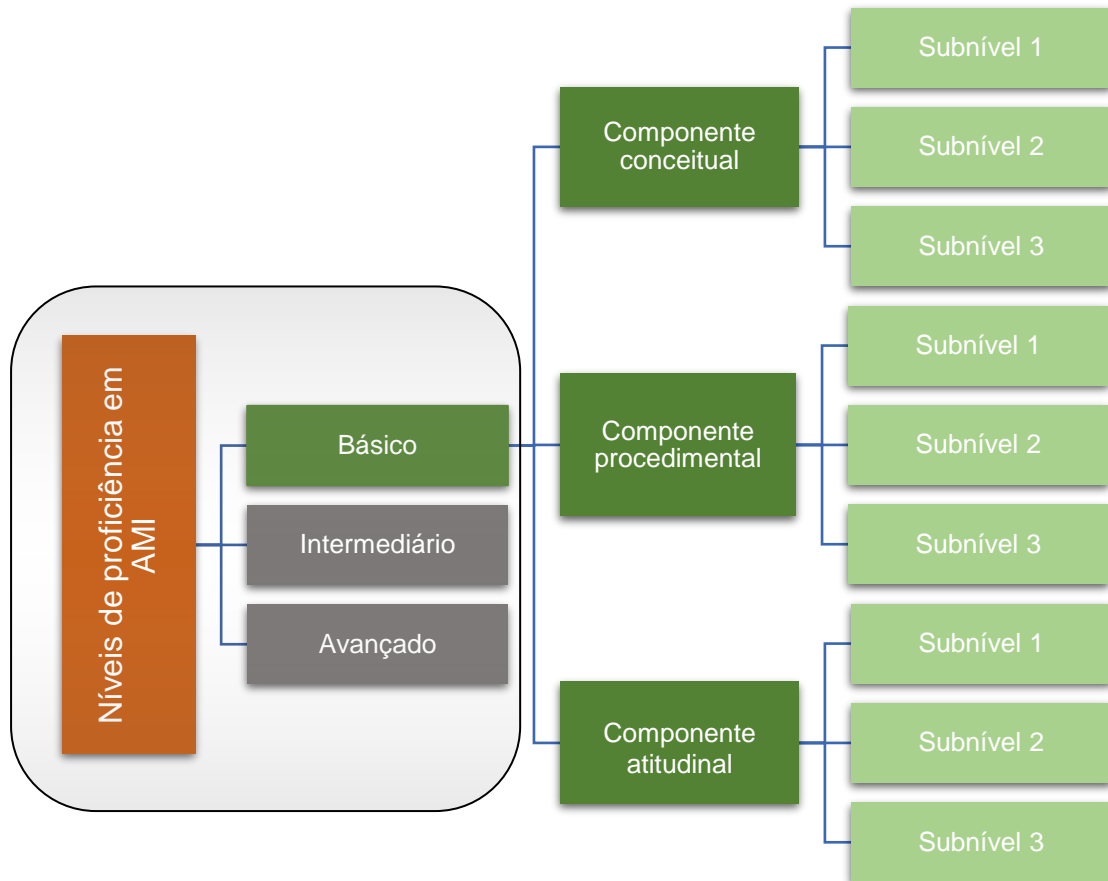 Níveis de proficiência em
AMI
Básico
Intermediário
Avançado
Componente
conceitual
Subnível 1
Subnível 2
Subnível 3
Componente
procedimental
Subnível 1
Subnível 2
Subnível 3
Componente
atitudinal
Subnível 1
Subnível 2
Subnível 3